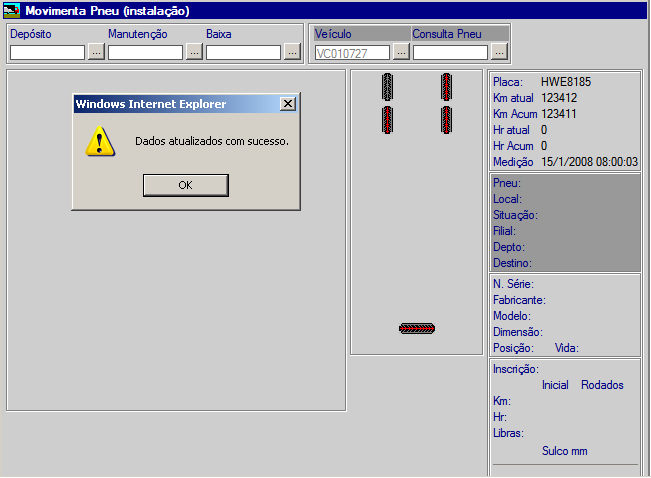 Movimenta Pneu (instalação)
Depósito Manutenção Baixa Veículo Consulta Pneu
... ... ... VC010727 ... ...
Windows Internet Explorer
Dados atualizados com sucesso.
OK
Placa: HWE8185
Km atual 123412
Km Acum 123411
Hr atual 0
Hr Acum 0
Medição 15/1/2008 08:00:03
Pneu:
Local:
Situação:
Filial:
Depto:
Destino:
N. Série:
Fabricante:
Modelo:
Dimensão:
Posição: Vida:
Inscrição:
Inicial Rodados
Km:
Hr:
Libras:
Sulco mm